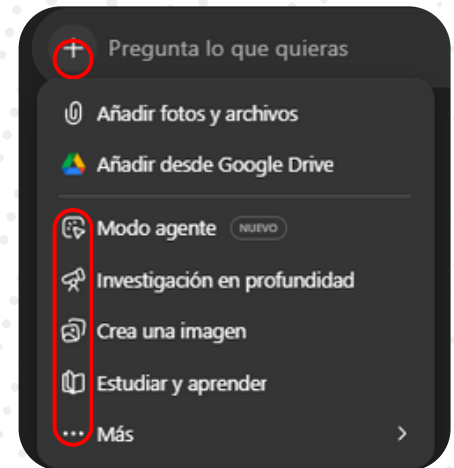 Pregunta lo que quieras
Añadir fotos y archivos
Añadir desde Google Drive
Modo agente NUEVO
Investigación en profundidad
Crea una imagen
Estudiar y aprender
Más